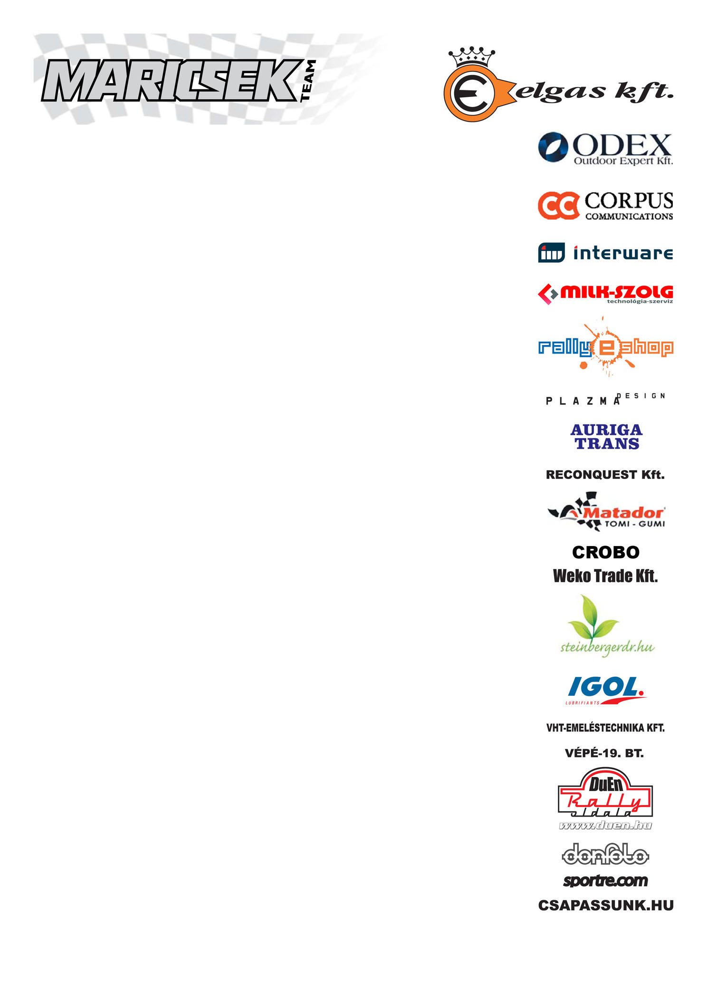 MARICSEK
TEAM
elgas kft.
ODEX
Outdoor Expert Kft.
CORPUS
COMMUNICATIONS
interware
MILK-SZOLG
technológia-szerviz
rally e shop
PLAZMA DESIGN
AURIGA
TRANS
RECONQUEST Kft.
Matador
TOMI - GUMI
CROBO
Weko Trade Kft.
steinbergerdr.hu
IGOL.
LUBRIFIANTS
VHT-EMELÉSTECHNIKA KFT.
VÉPÉ-19. BT.
DuEn
Rally
www.duen.hu
donfoto
sportre.com
CSAPASSUNK.HU